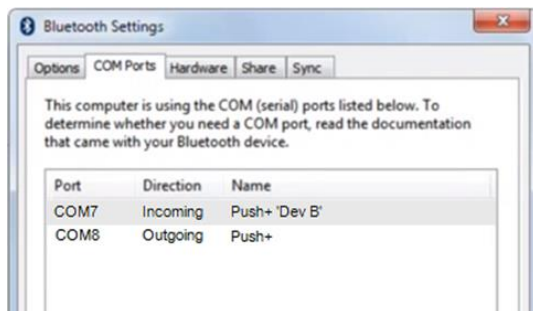 Bluetooth Settings
Options COM Ports Hardware Share Sync
This computer is using the COM (serial) ports listed below. To
determine whether you need a COM port, read the documentation
that came with your Bluetooth device.
Port Direction Name
COM7 Incoming Push+ 'Dev B'
COM8 Outgoing Push+